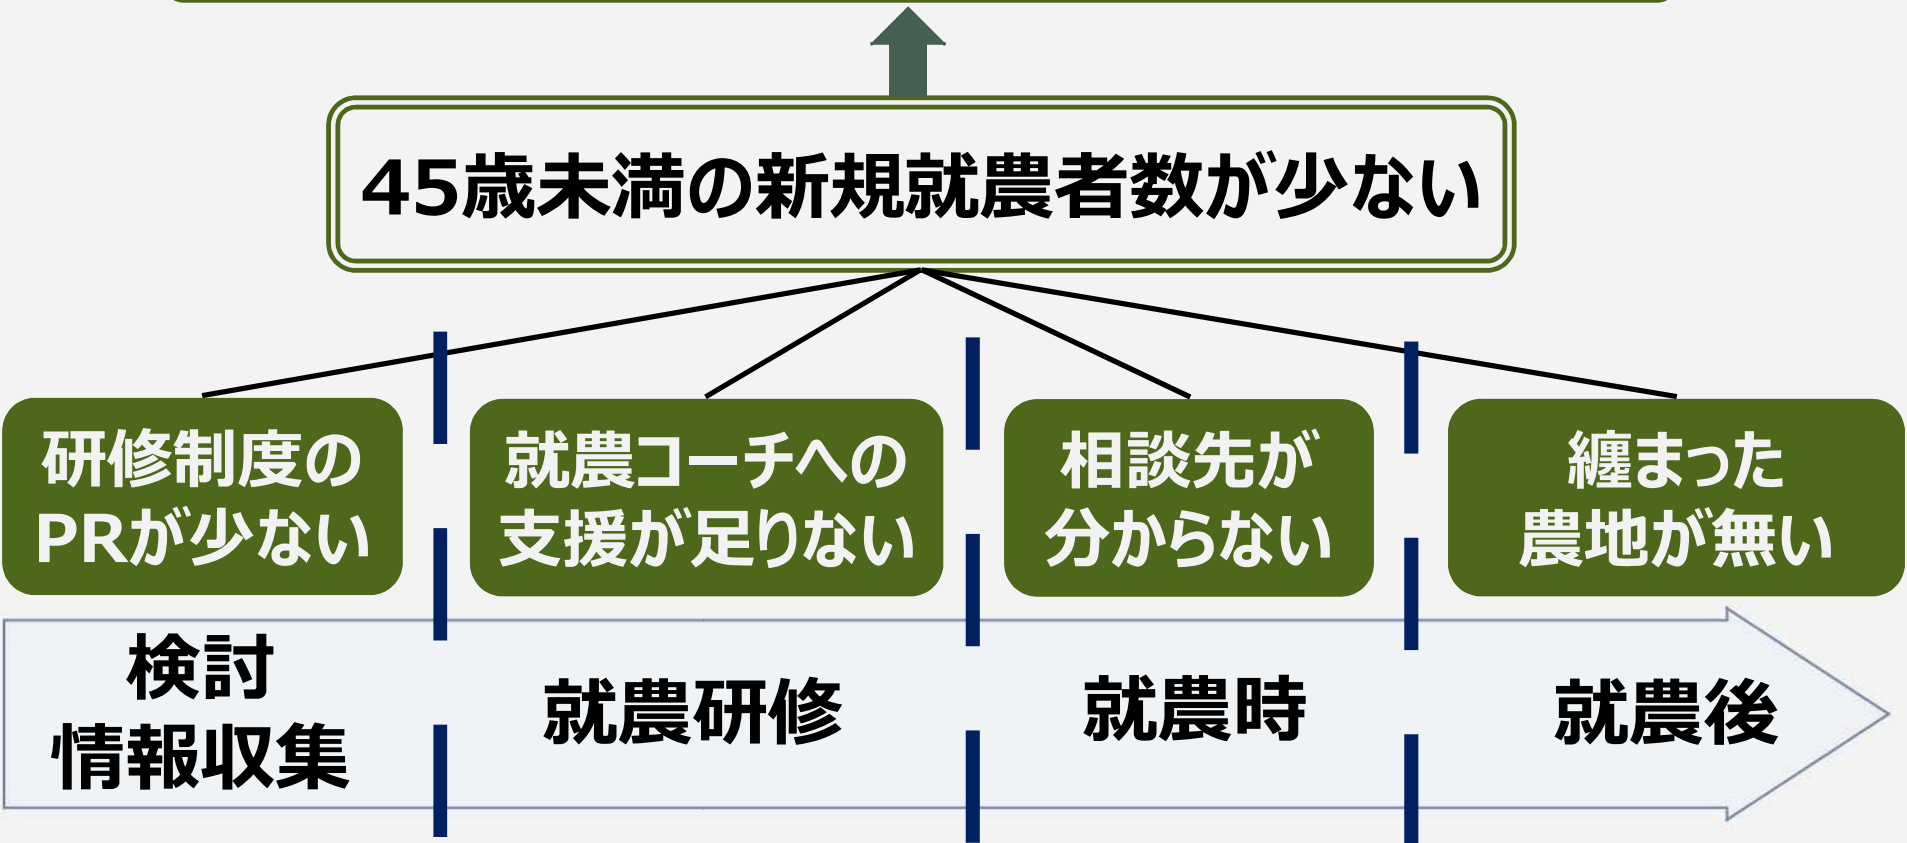 45歳未満の新規就農者数が少ない
研修制度の
PRが少ない
就農コーチへの
支援が足りない
相談先が
分からない
纏まった
農地が無い
検討
情報収集
就農研修
就農時
就農後